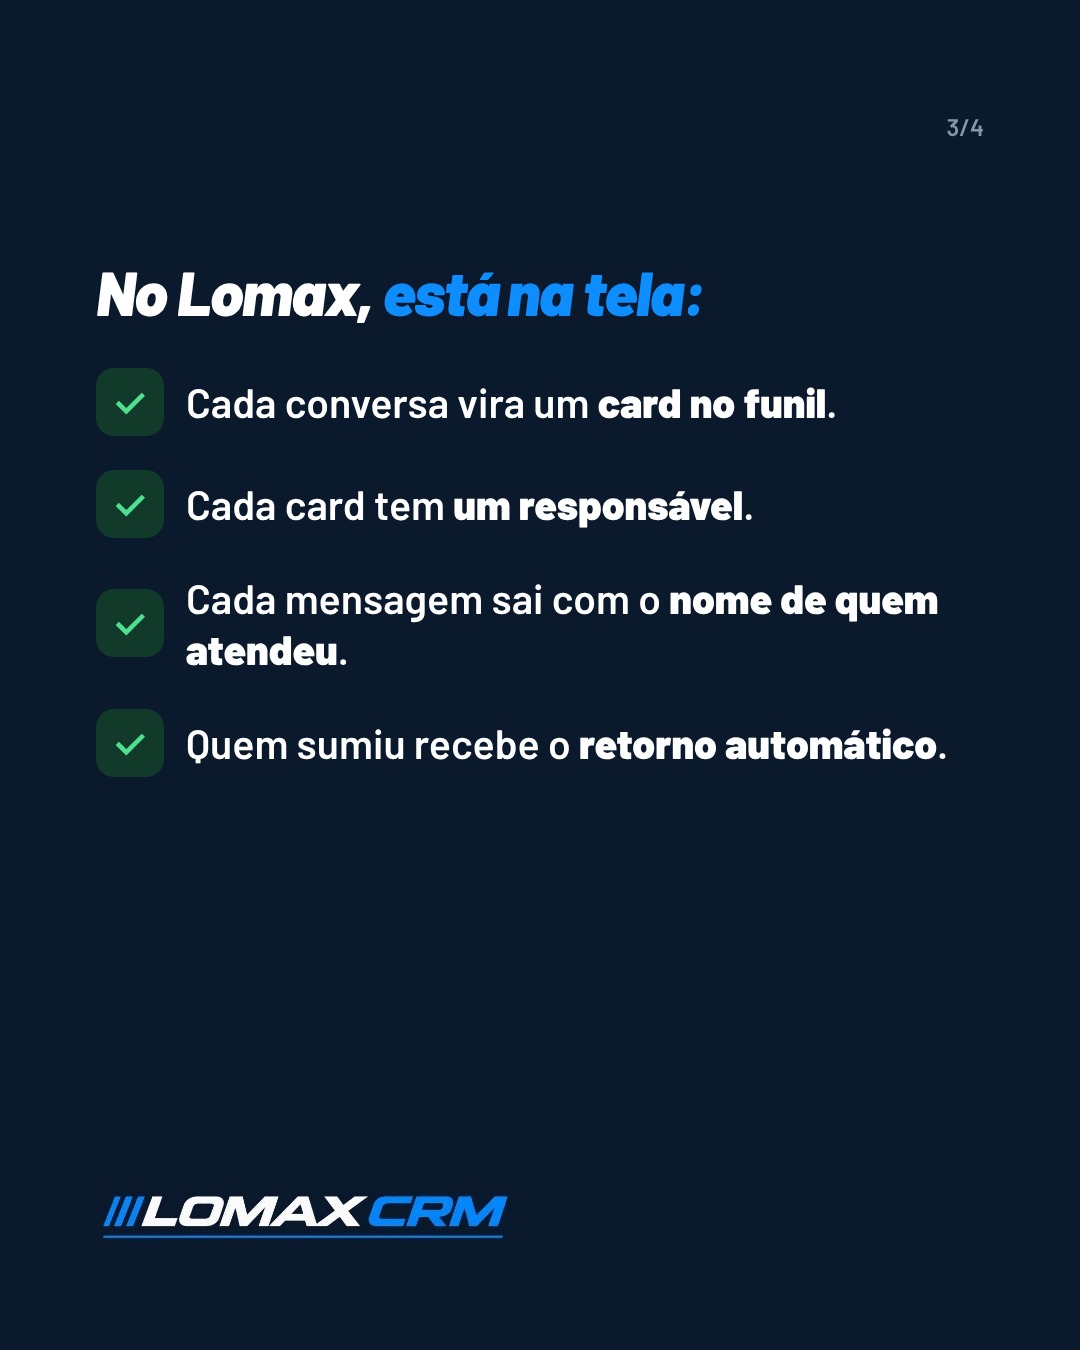 3/4
No Lomax, está na tela:
Cada conversa vira um card no funil.
Cada card tem um responsável.
Cada mensagem sai com o nome de quem
atendeu.
Quem sumiu recebe o retorno automático.
LOMAX CRM